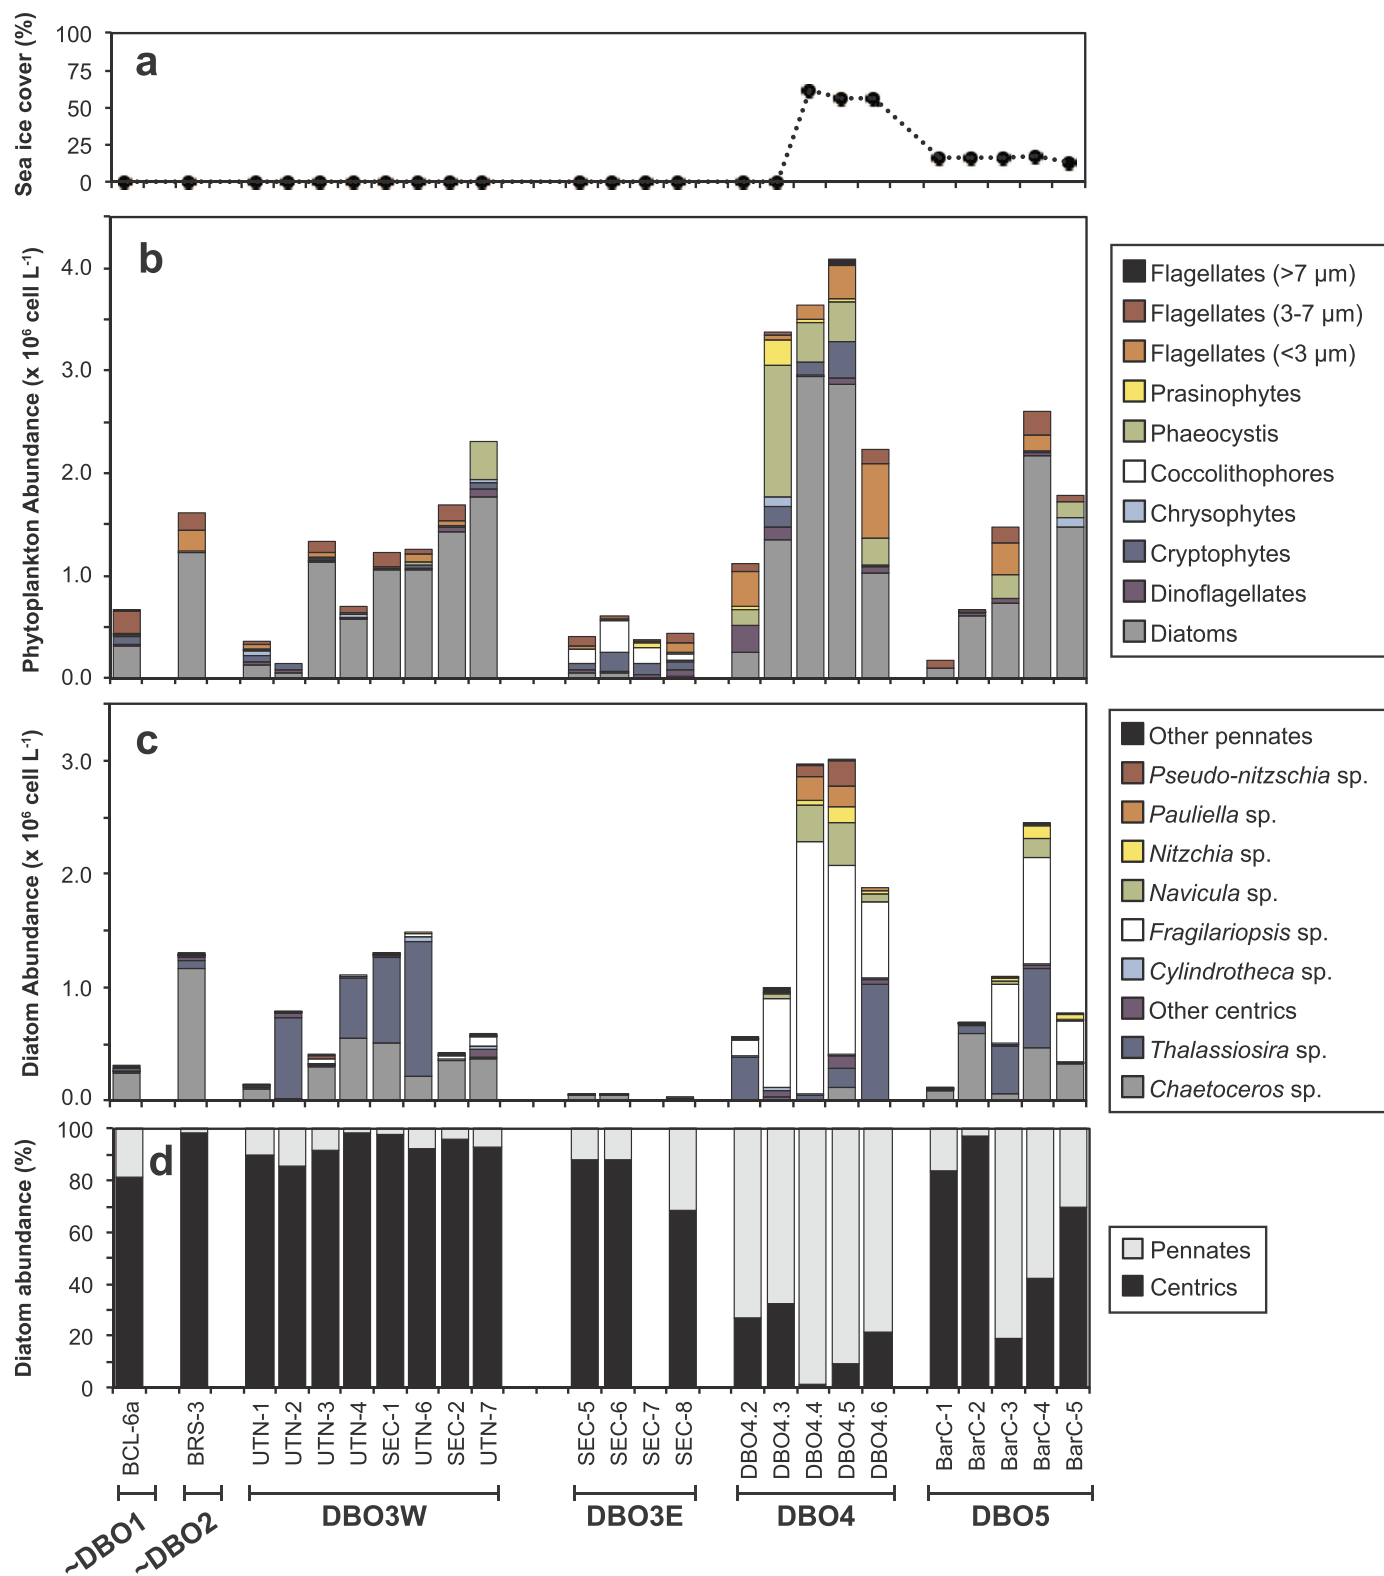 Sea ice cover (%)
100
75
50
25
0
a
Phytoplankton Abundance (x 10⁶ cell L⁻¹)
4.0
3.0
2.0
1.0
0.0
b
Flagellates (>7 µm)
Flagellates (3-7 µm)
Flagellates (<3 µm)
Prasinophytes
Phaeocystis
Coccolithophores
Chrysophytes
Cryptophytes
Dinoflagellates
Diatoms
Diatom Abundance (x 10⁶ cell L⁻¹)
3.0
2.0
1.0
0.0
c
Other pennates
Pseudo-nitzschia sp.
Pauliella sp.
Nitzchia sp.
Navicula sp.
Fragilariopsis sp.
Cylindrotheca sp.
Other centrics
Thalassiosira sp.
Chaetoceros sp.
Diatom abundance (%)
100
80
60
40
20
0
d
Pennates
Centrics
BCL-6a
BRS-3
UTN-1
UTN-2
UTN-3
UTN-4
SEC-1
UTN-6
SEC-2
UTN-7
SEC-5
SEC-6
SEC-7
SEC-8
DBO4.2
DBO4.3
DBO4.4
DBO4.5
DBO4.6
BarC-1
BarC-2
BarC-3
BarC-4
BarC-5
~DBO1
~DBO2
DBO3W
DBO3E
DBO4
DBO5